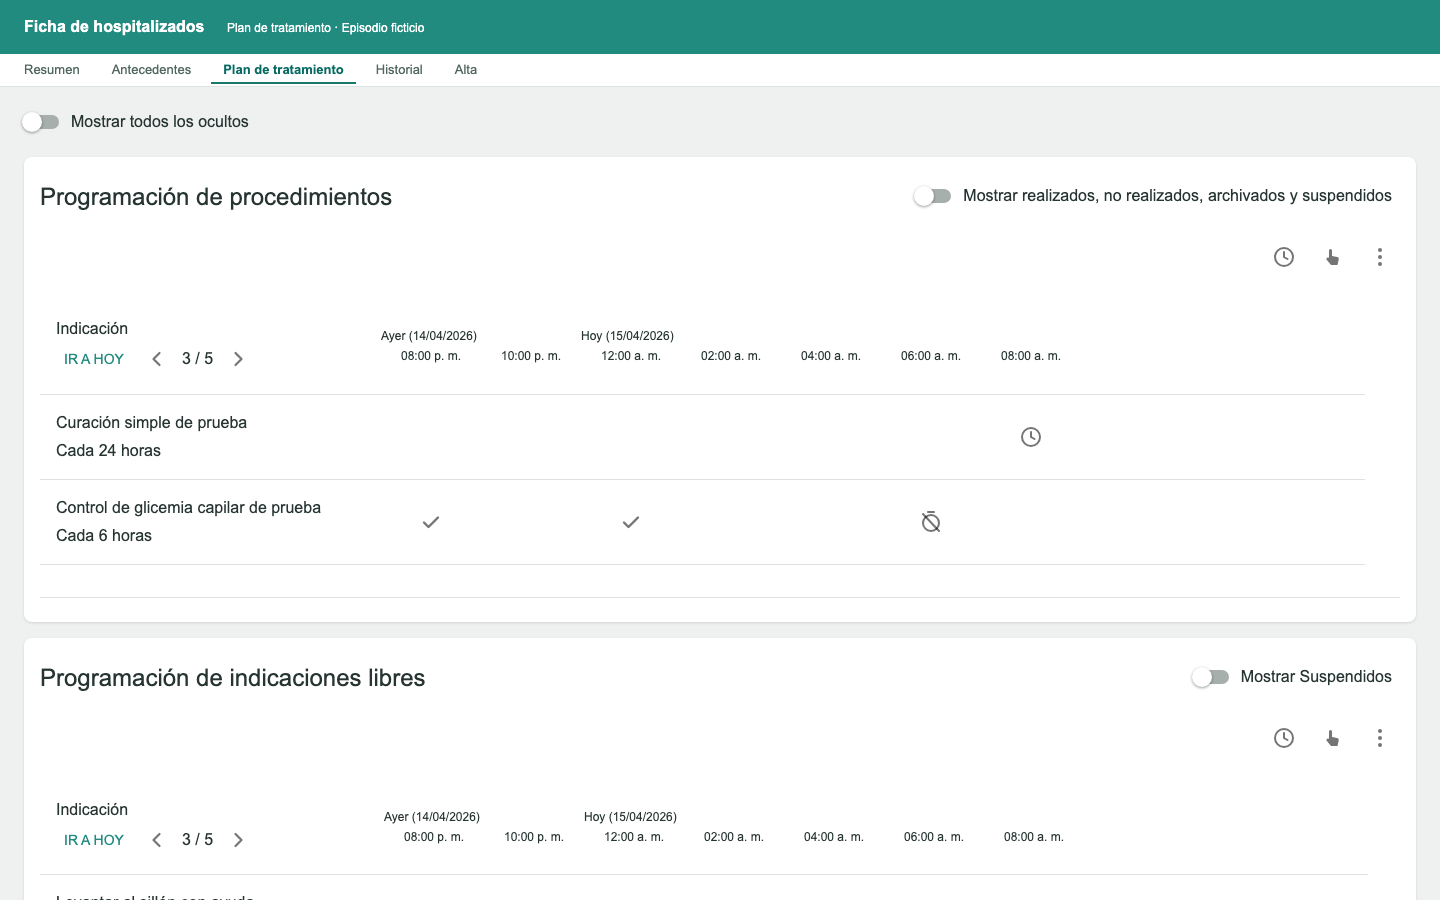 Ficha de hospitalizados Plan de tratamiento · Episodio ficticio
Resumen Antecedentes Plan de tratamiento Historial Alta
Mostrar todos los ocultos
Programación de procedimientos
Mostrar realizados, no realizados, archivados y suspendidos
Indicación
Ayer (14/04/2026) Hoy (15/04/2026)
IR A HOY 3 / 5 08:00 p. m. 10:00 p. m. 12:00 a. m. 02:00 a. m. 04:00 a. m. 06:00 a. m. 08:00 a. m.
Curación simple de prueba
Cada 24 horas
Control de glicemia capilar de prueba
Cada 6 horas
Programación de indicaciones libres
Mostrar Suspendidos
Indicación
Ayer (14/04/2026) Hoy (15/04/2026)
IR A HOY 3 / 5 08:00 p. m. 10:00 p. m. 12:00 a. m. 02:00 a. m. 04:00 a. m. 06:00 a. m. 08:00 a. m.